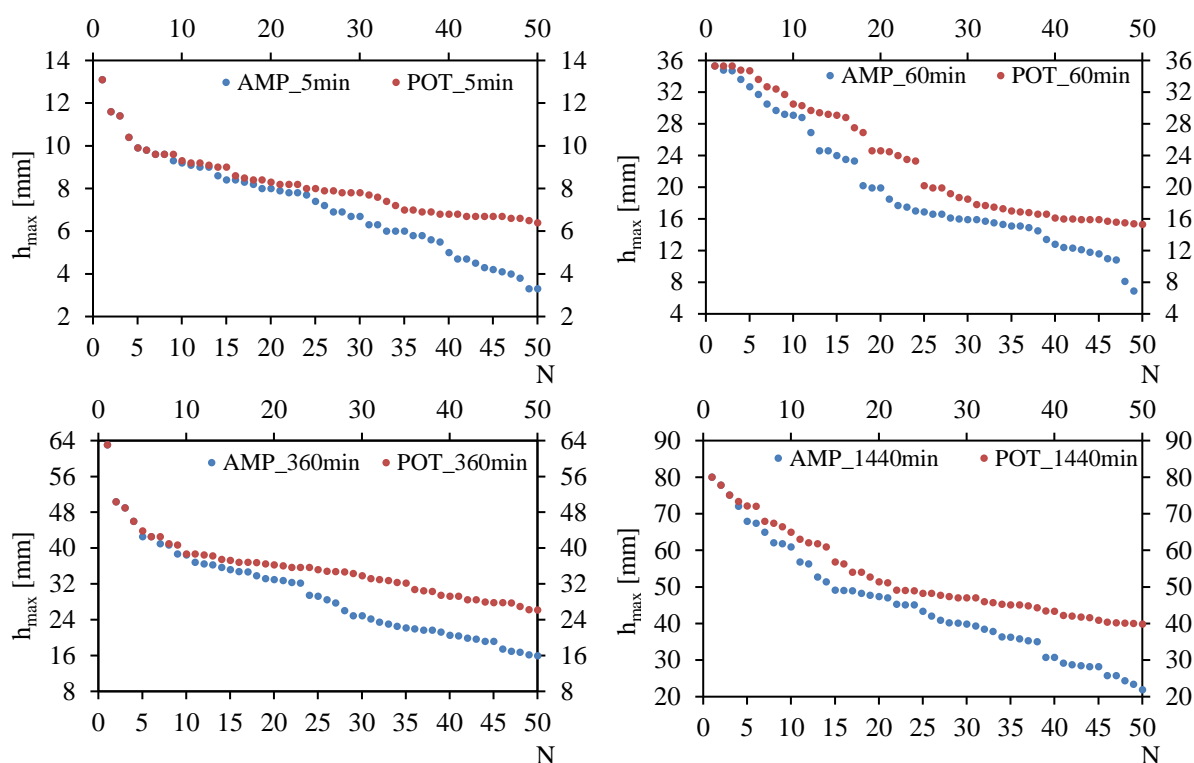 0 10 20 30 40 50
14 AMP_5min POT_5min 14
12 12
10 10
8 8
6 6
4 4
2 2
h_max [mm]
0 5 10 15 20 25 30 35 40 45 50
N
0 10 20 30 40 50
36 AMP_60min POT_60min 36
32 32
28 28
24 24
20 20
16 16
12 12
8 8
4 4
h_max [mm]
0 5 10 15 20 25 30 35 40 45 50
N
0 10 20 30 40 50
64 AMP_360min POT_360min 64
56 56
48 48
40 40
32 32
24 24
16 16
8 8
h_max [mm]
0 5 10 15 20 25 30 35 40 45 50
N
0 10 20 30 40 50
90 AMP_1440min POT_1440min 90
80 80
70 70
60 60
50 50
40 40
30 30
20 20
h_max [mm]
0 5 10 15 20 25 30 35 40 45 50
N